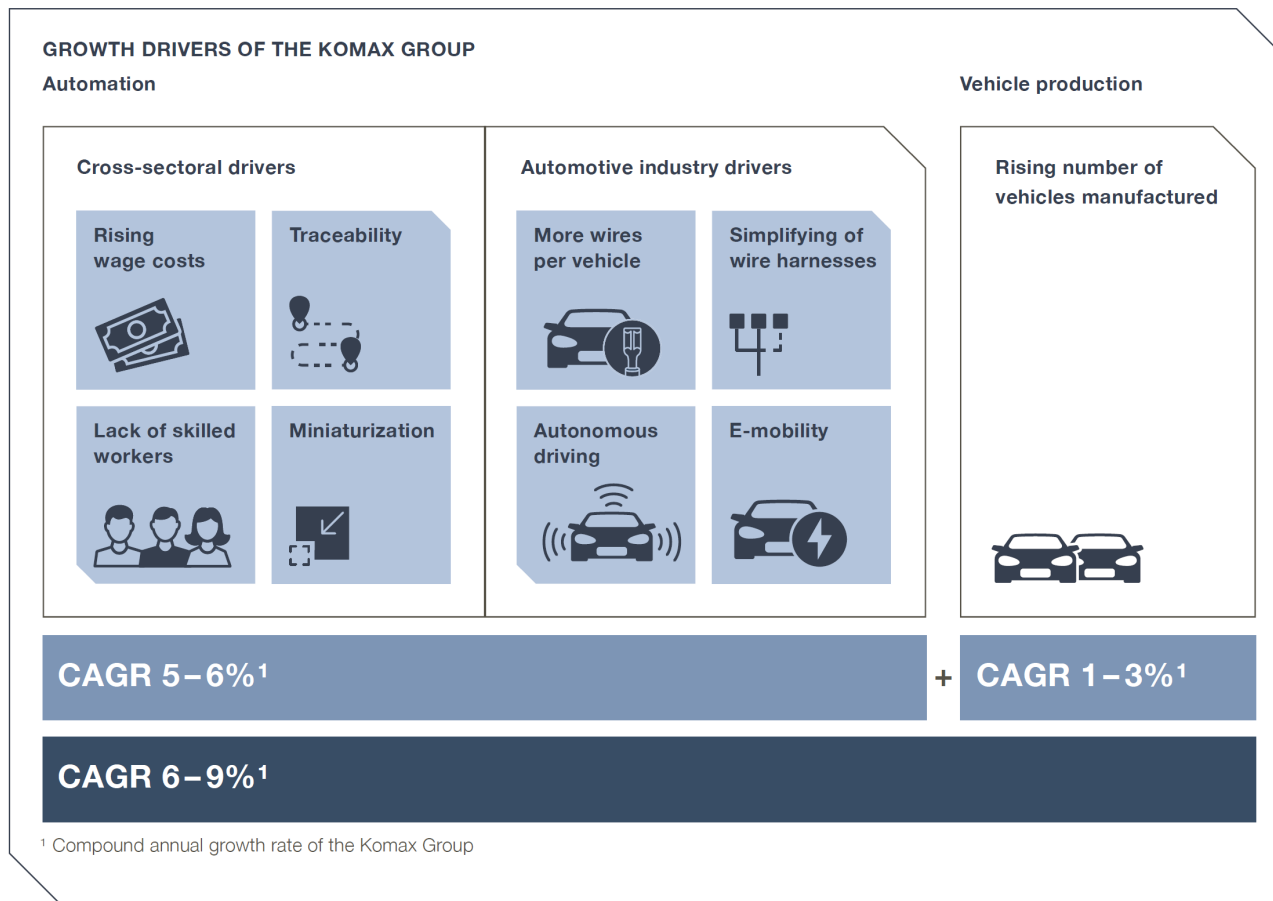 GROWTH DRIVERS OF THE KOMAX GROUP
Automation
Vehicle production
Cross-sectoral drivers
Automotive industry drivers
Rising number of
vehicles manufactured
Rising
wage costs
Traceability
More wires
per vehicle
Simplifying of
wire harnesses
Lack of skilled
workers
Miniaturization
Autonomous
driving
E-mobility
CAGR 5–6%¹
+
CAGR 1–3%¹
CAGR 6–9%¹
¹ Compound annual growth rate of the Komax Group